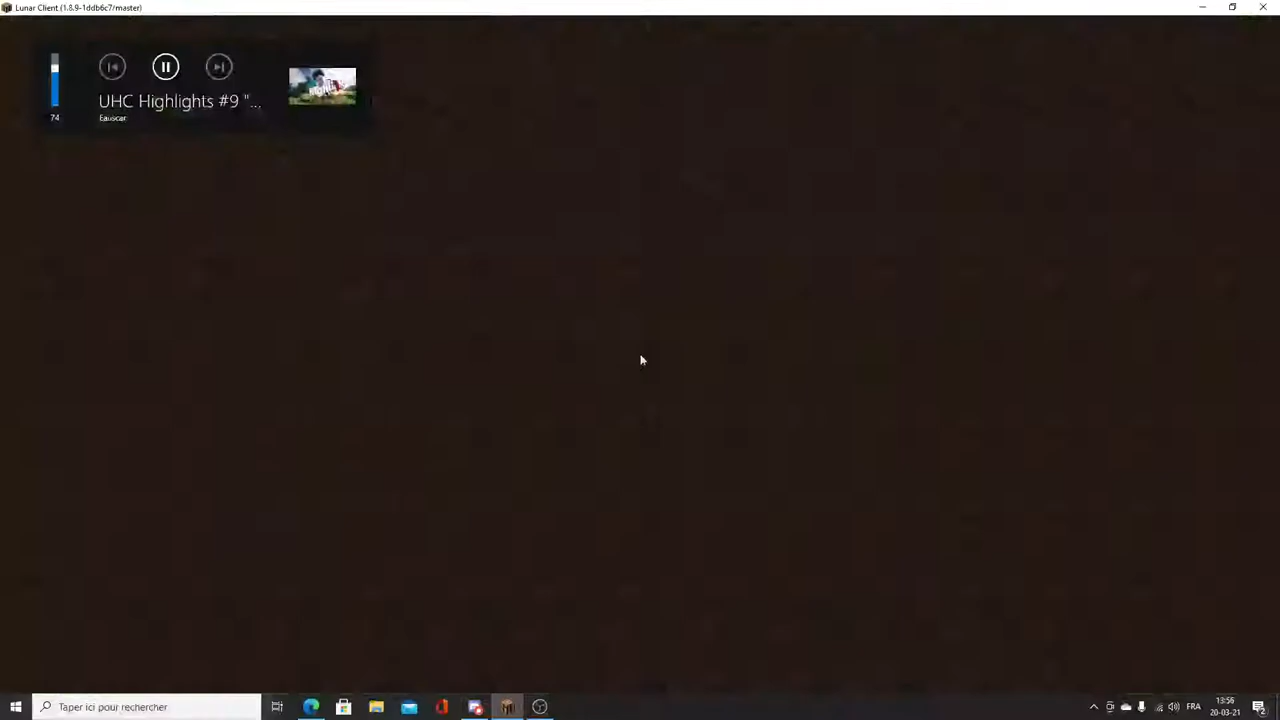 Lunar Client (1.8.9-1ddb6c7/master)
UHC Highlights #9 "...
74
Taper ici pour rechercher
FRA
13:56
20-03-21
2